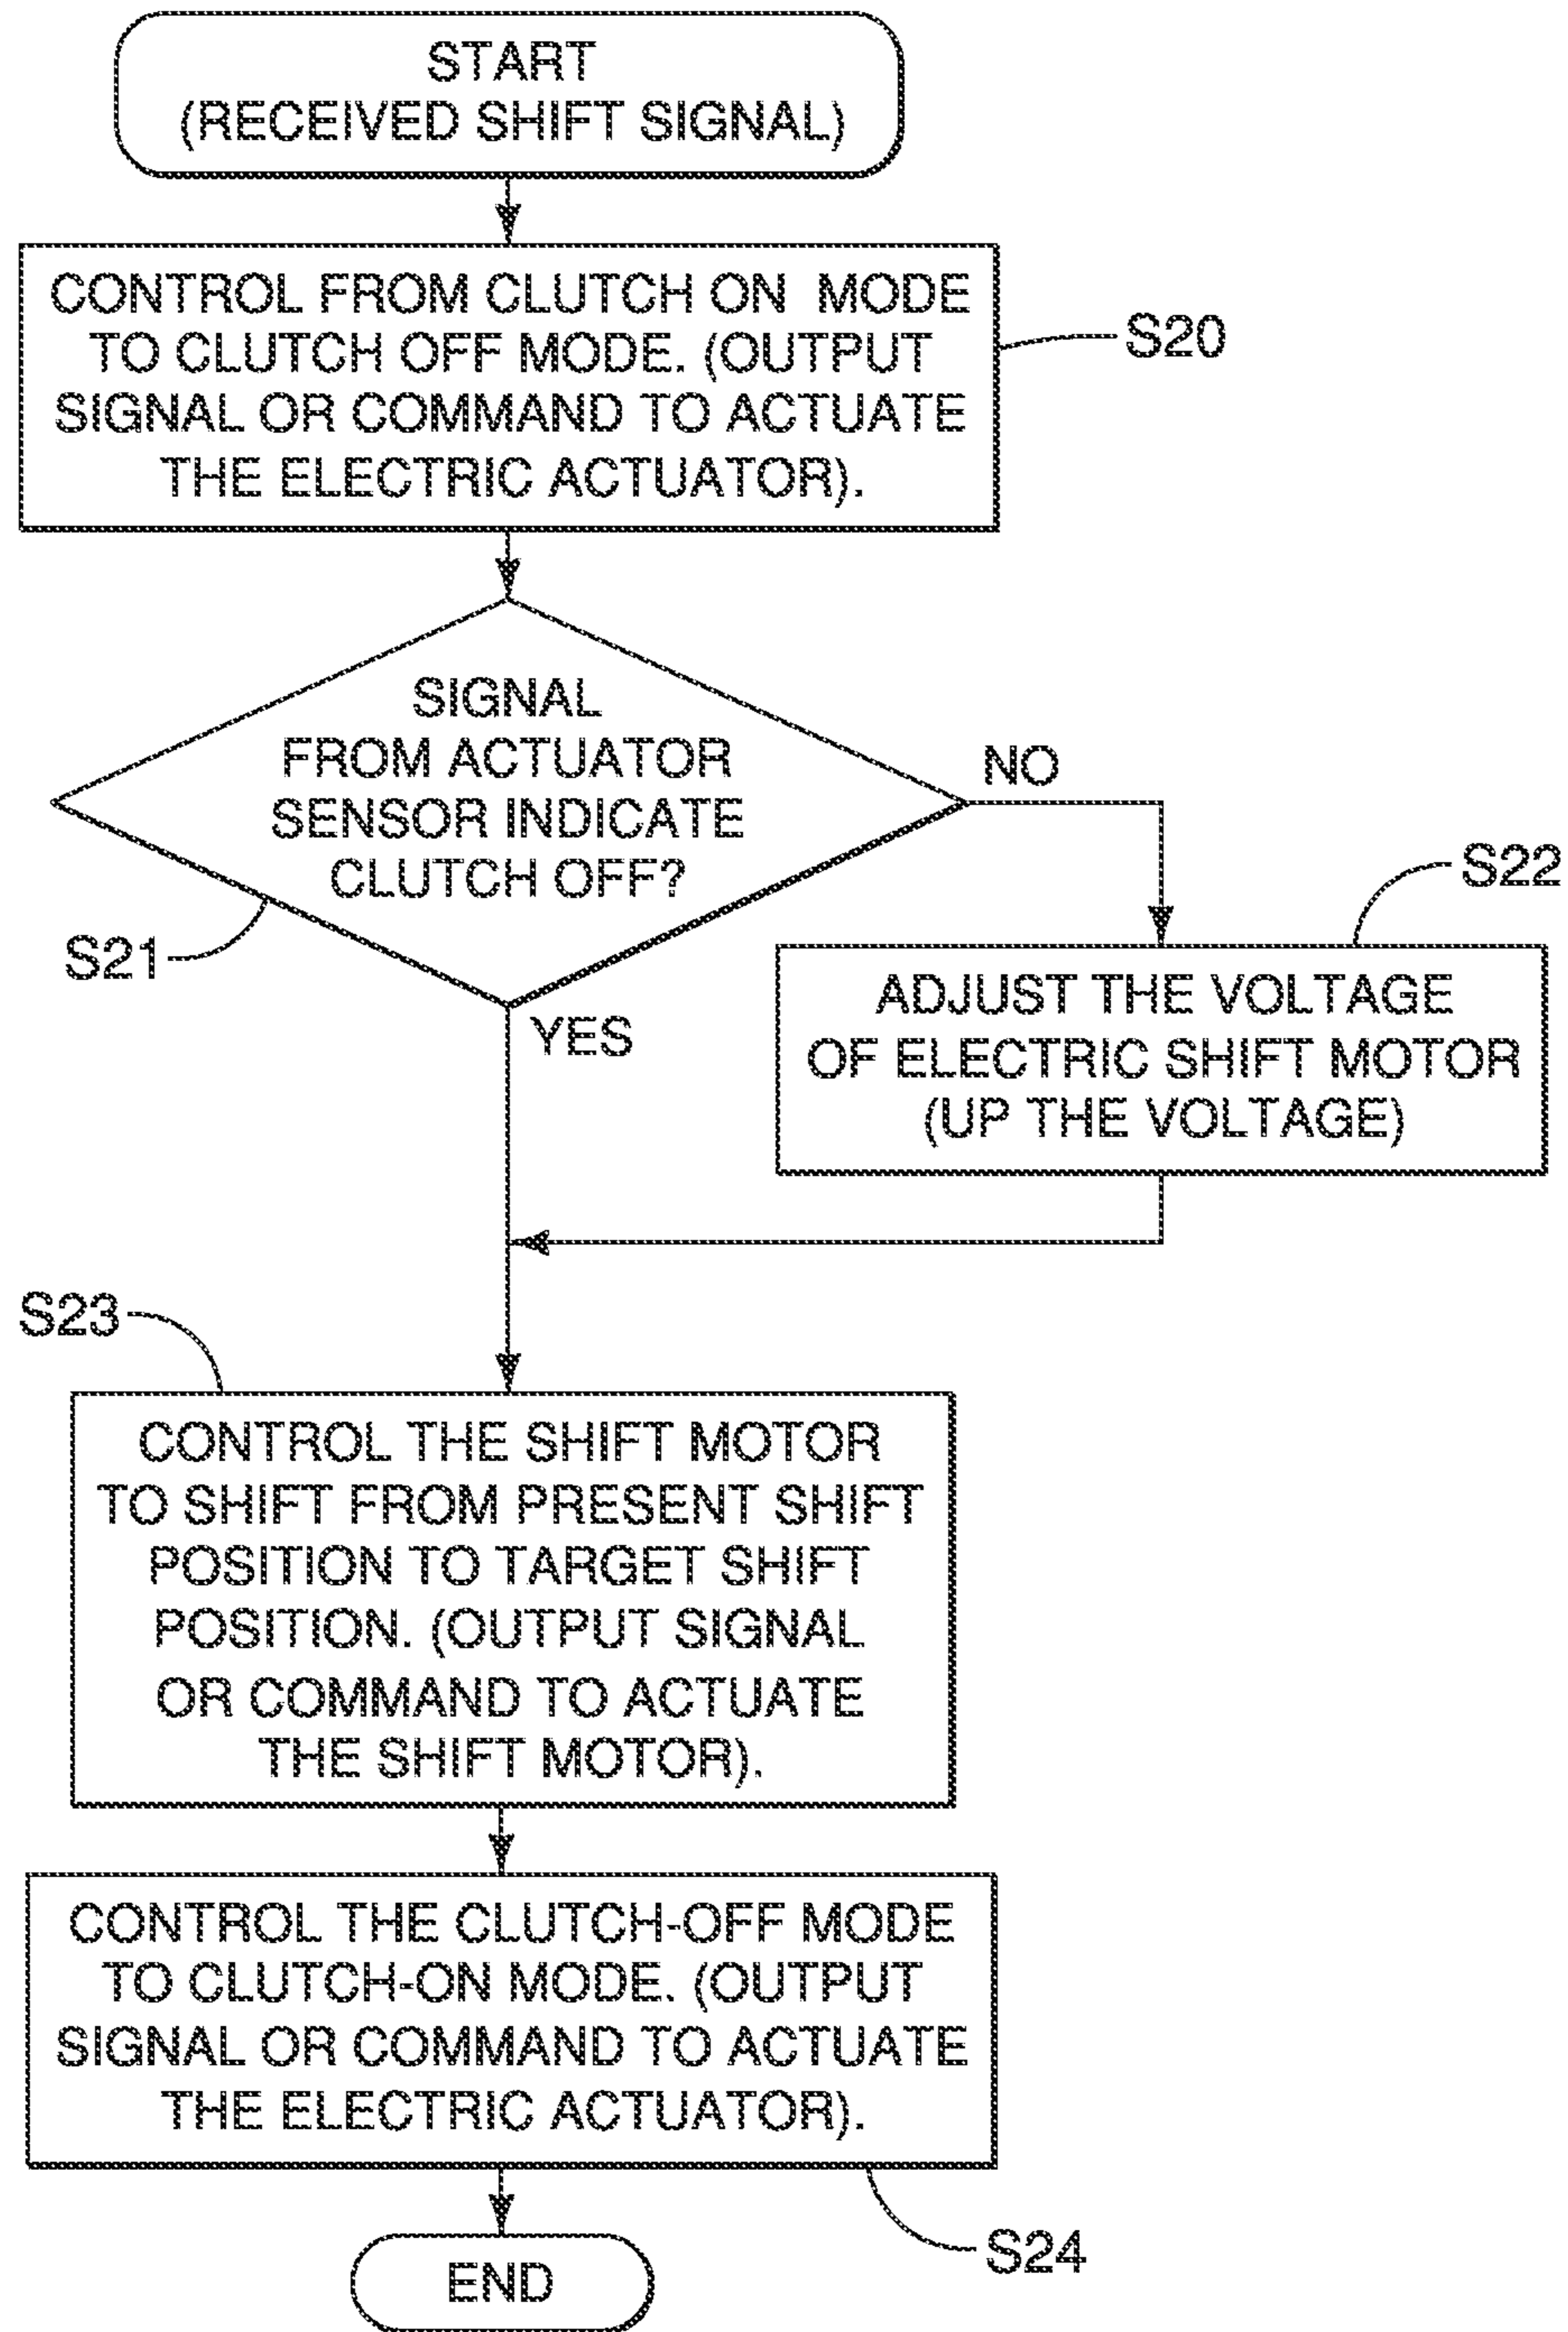 START
(RECEIVED SHIFT SIGNAL)
CONTROL FROM CLUTCH ON MODE
TO CLUTCH OFF MODE. (OUTPUT
SIGNAL OR COMMAND TO ACTUATE
THE ELECTRIC ACTUATOR).
S20
SIGNAL
FROM ACTUATOR
SENSOR INDICATE
CLUTCH OFF?
S21
NO
YES
S22
ADJUST THE VOLTAGE
OF ELECTRIC SHIFT MOTOR
(UP THE VOLTAGE)
S23
CONTROL THE SHIFT MOTOR
TO SHIFT FROM PRESENT SHIFT
POSITION TO TARGET SHIFT
POSITION. (OUTPUT SIGNAL
OR COMMAND TO ACTUATE
THE SHIFT MOTOR).
CONTROL THE CLUTCH-OFF MODE
TO CLUTCH-ON MODE. (OUTPUT
SIGNAL OR COMMAND TO ACTUATE
THE ELECTRIC ACTUATOR).
S24
END